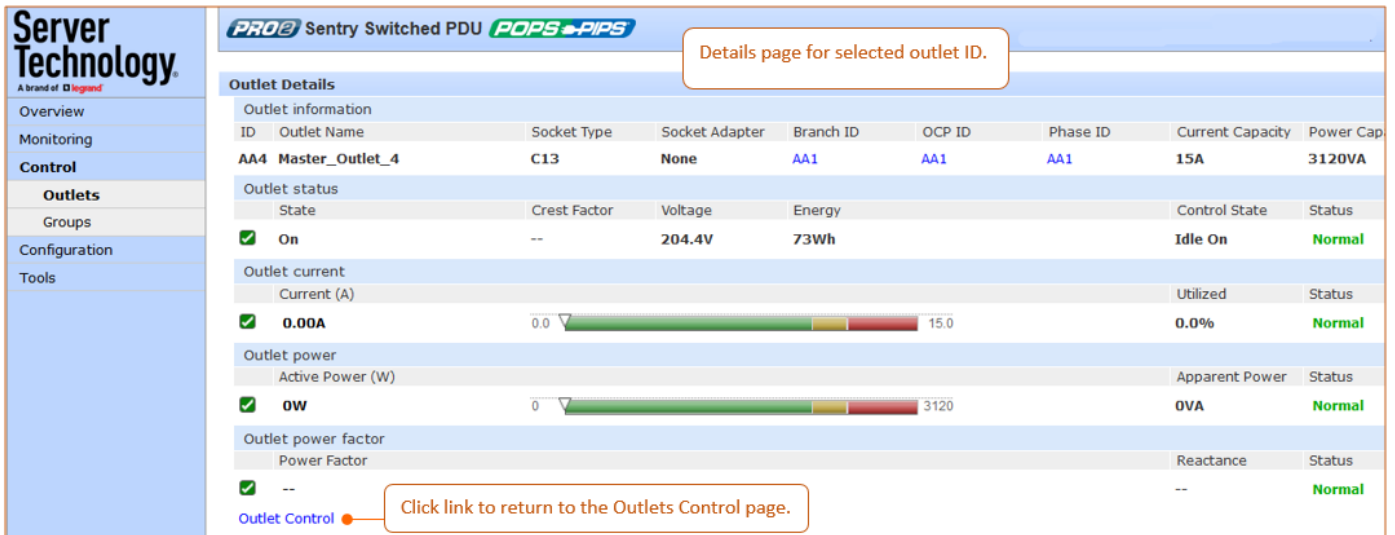 Server
Technology.
A brand of legrand
PRO2 Sentry Switched PDU POPS PIPS
Details page for selected outlet ID.
Overview
Monitoring
Control
Outlets
Groups
Configuration
Tools
Outlet Details
Outlet information
ID Outlet Name Socket Type Socket Adapter Branch ID OCP ID Phase ID Current Capacity Power Cap
AA4 Master_Outlet_4 C13 None AA1 AA1 AA1 15A 3120VA
Outlet status
State Crest Factor Voltage Energy Control State Status
On -- 204.4V 73Wh Idle On Normal
Outlet current
Current (A) Utilized Status
0.00A 0.0 15.0 0.0% Normal
Outlet power
Active Power (W) Apparent Power Status
0W 0 3120 0VA Normal
Outlet power factor
Power Factor Reactance Status
-- -- Normal
Outlet Control
Click link to return to the Outlets Control page.